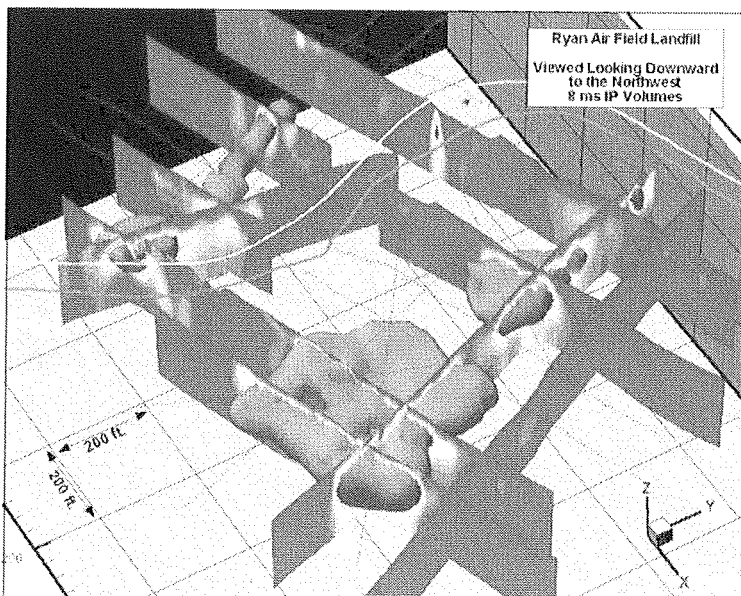 Ryan Air Field Landfill
Viewed Looking Downward
to the Northwest
8 ms IP Volumes
200 ft.
200 ft.
Z
Y
X